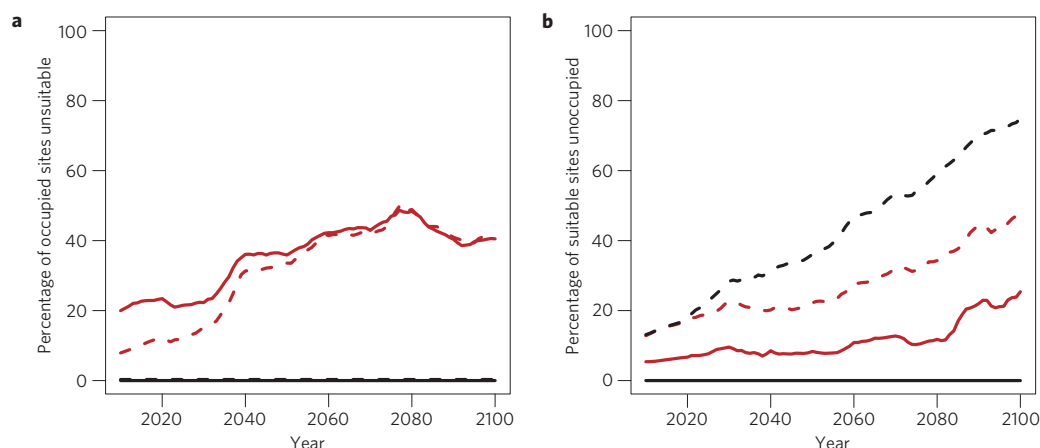 a
Percentage of occupied sites unsuitable
100
80
60
40
20
0
2020 2040 2060 2080 2100
Year
b
Percentage of suitable sites unoccupied
100
80
60
40
20
0
2020 2040 2060 2080 2100
Year